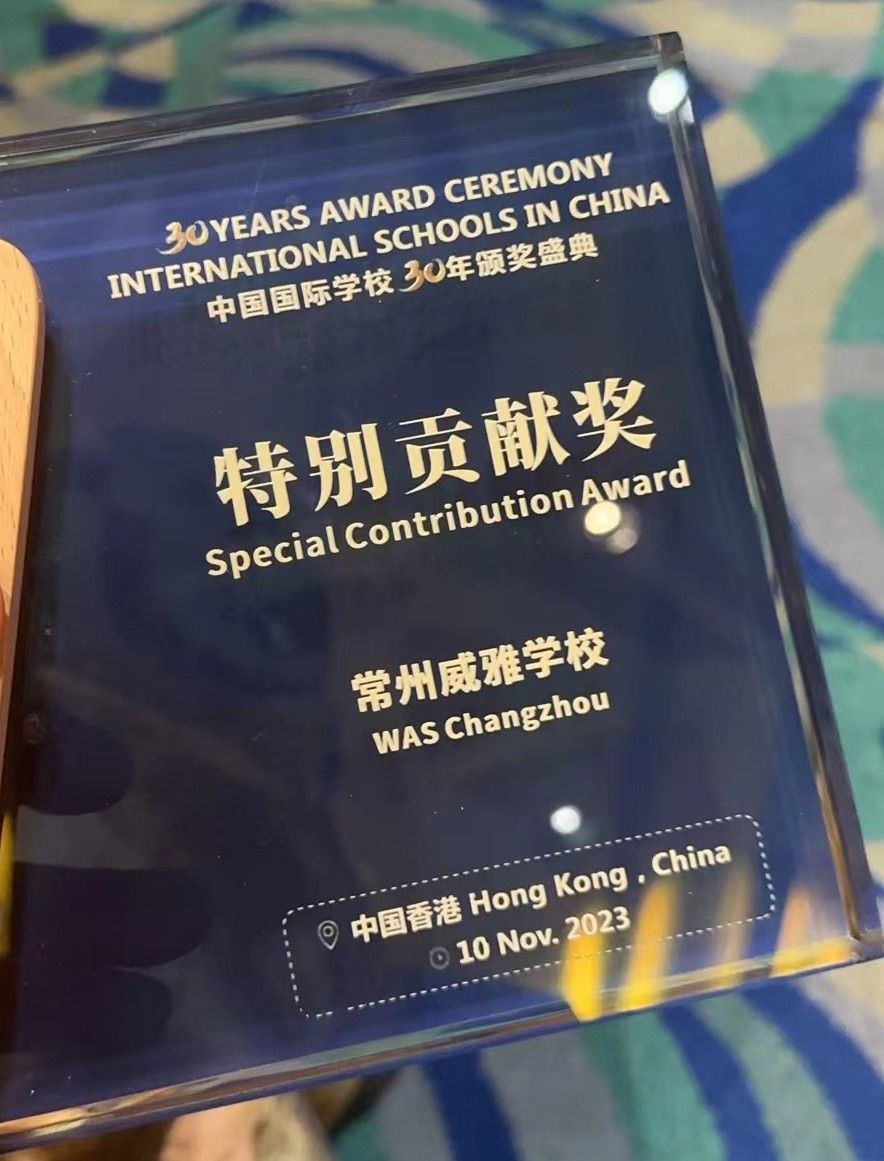 30YEARS AWARD CEREMONY
INTERNATIONAL SCHOOLS IN CHINA
中国国际学校30年颁奖盛典
特别贡献奖
Special Contribution Award
常州威雅学校
WAS Changzhou
中国香港 Hong Kong , China
10 Nov. 2023